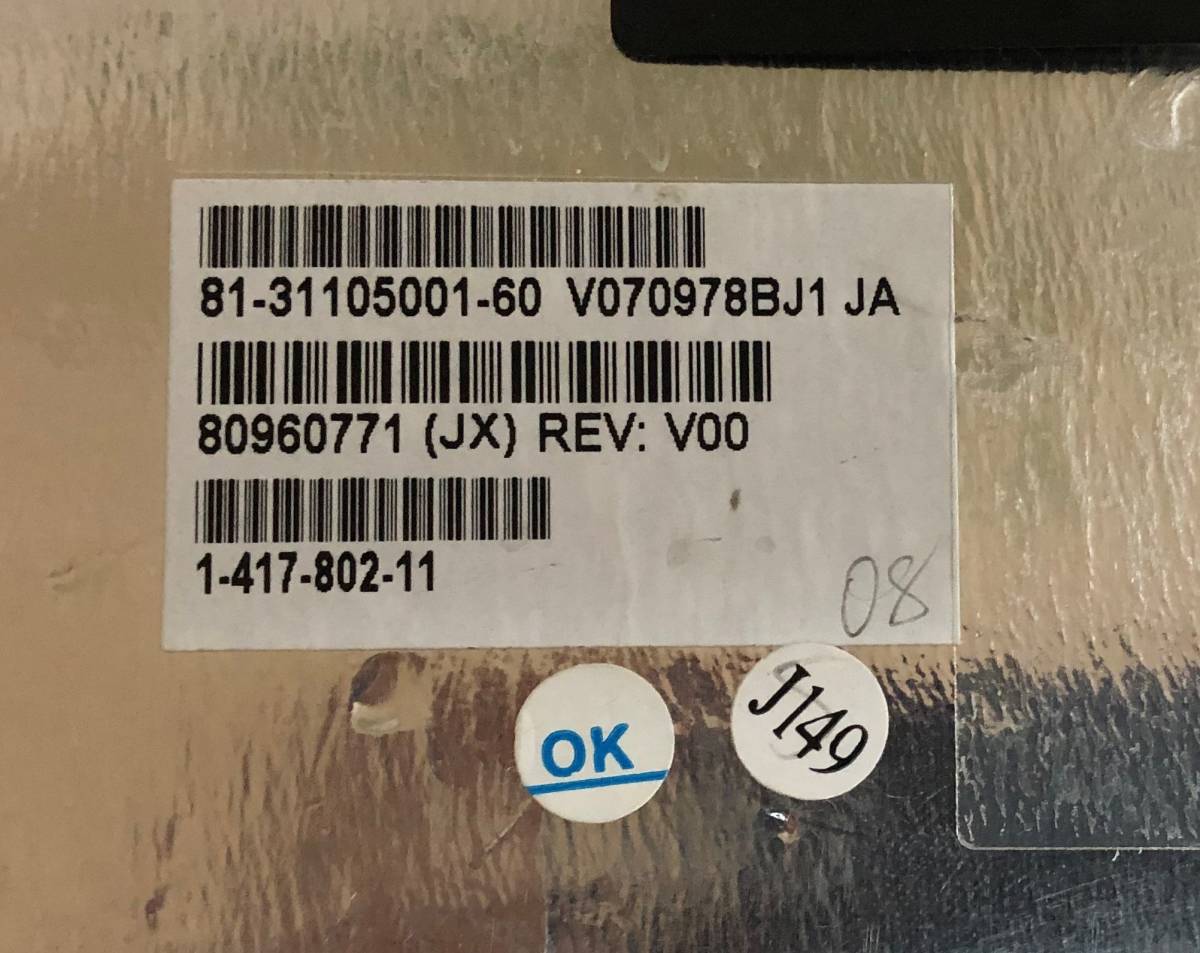 81-31105001-60 V070978BJ1 JA
80960771 (JX) REV: V00
1-417-802-11
08
OK
J149